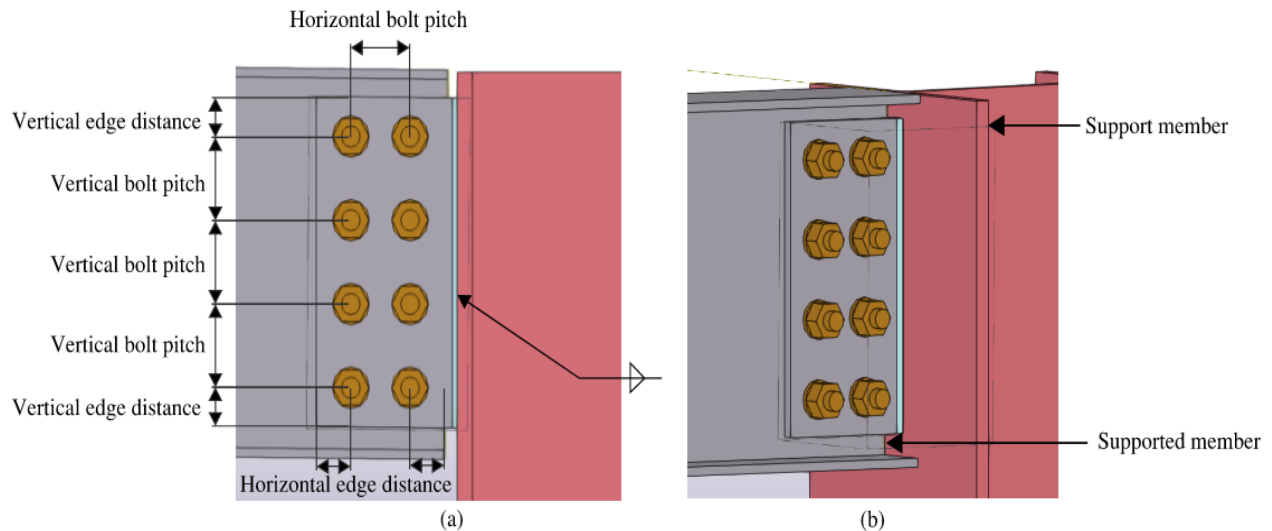 Horizontal bolt pitch
Vertical edge distance
Vertical bolt pitch
Vertical bolt pitch
Vertical bolt pitch
Vertical edge distance
Horizontal edge distance
(a)
Support member
Supported member
(b)